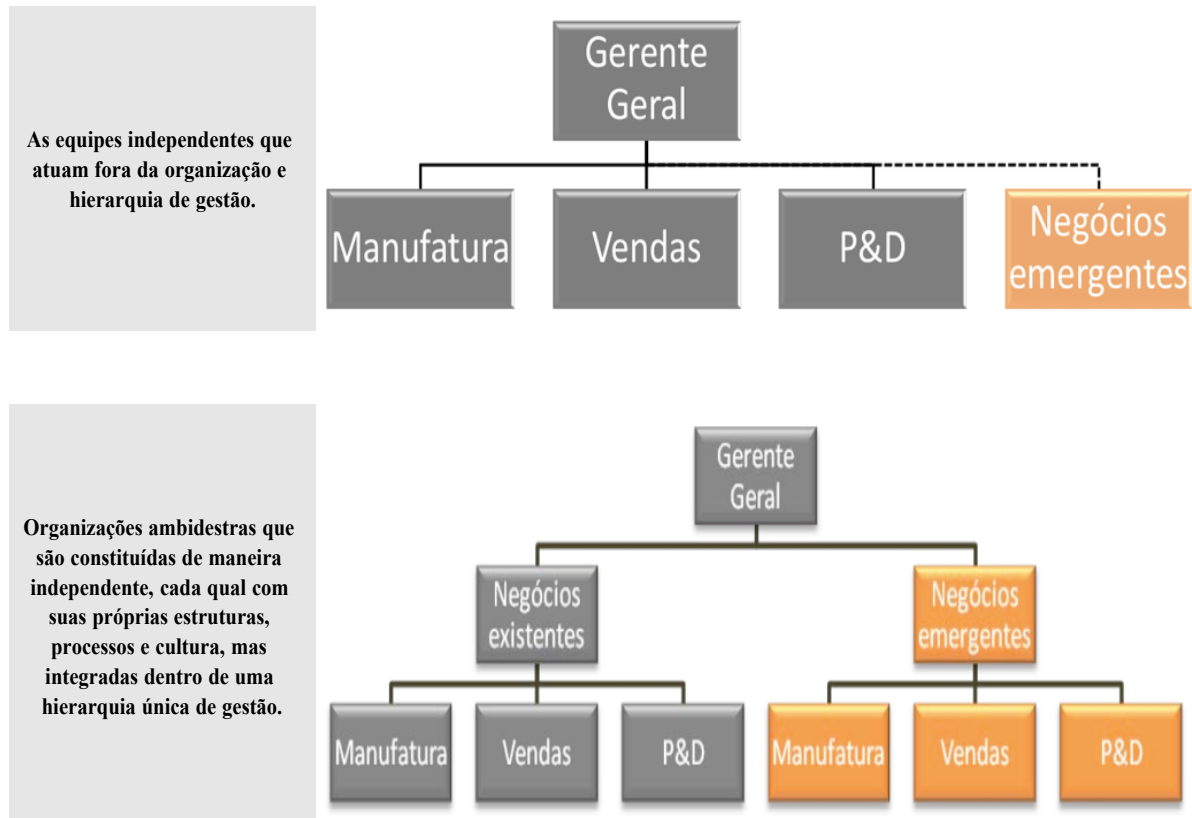 As equipes independentes que
atuam fora da organização e
hierarquia de gestão.
Gerente
Geral
Manufatura
Vendas
P&D
Negócios
emergentes
Organizações ambidestras que
são constituídas de maneira
independente, cada qual com
suas próprias estruturas,
processos e cultura, mas
integradas dentro de uma
hierarquia única de gestão.
Gerente
Geral
Negócios
existentes
Negócios
emergentes
Manufatura
Vendas
P&D
Manufatura
Vendas
P&D